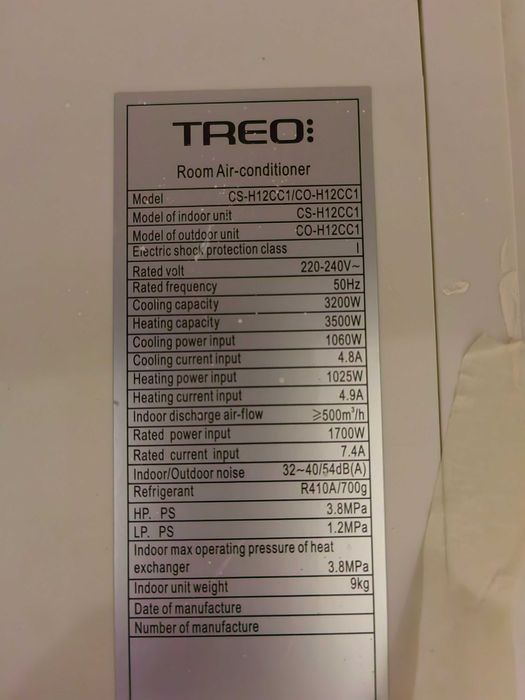 TREO
Room Air-conditioner
Model CS-H12CC1/CO-H12CC1
Model of indoor unit CS-H12CC1
Model of outdoor unit CO-H12CC1
Electric shock protection class I
Rated volt 220-240V~
Rated frequency 50Hz
Cooling capacity 3200W
Heating capacity 3500W
Cooling power input 1060W
Cooling current input 4.8A
Heating power input 1025W
Heating current input 4.9A
Indoor discharge air-flow ≥500m³/h
Rated power input 1700W
Rated current input 7.4A
Indoor/Outdoor noise 32~40/54dB(A)
Refrigerant R410A/700g
HP. PS 3.8MPa
LP. PS 1.2MPa
Indoor max operating pressure of heat
exchanger 3.8MPa
Indoor unit weight 9kg
Date of manufacture
Number of manufacture